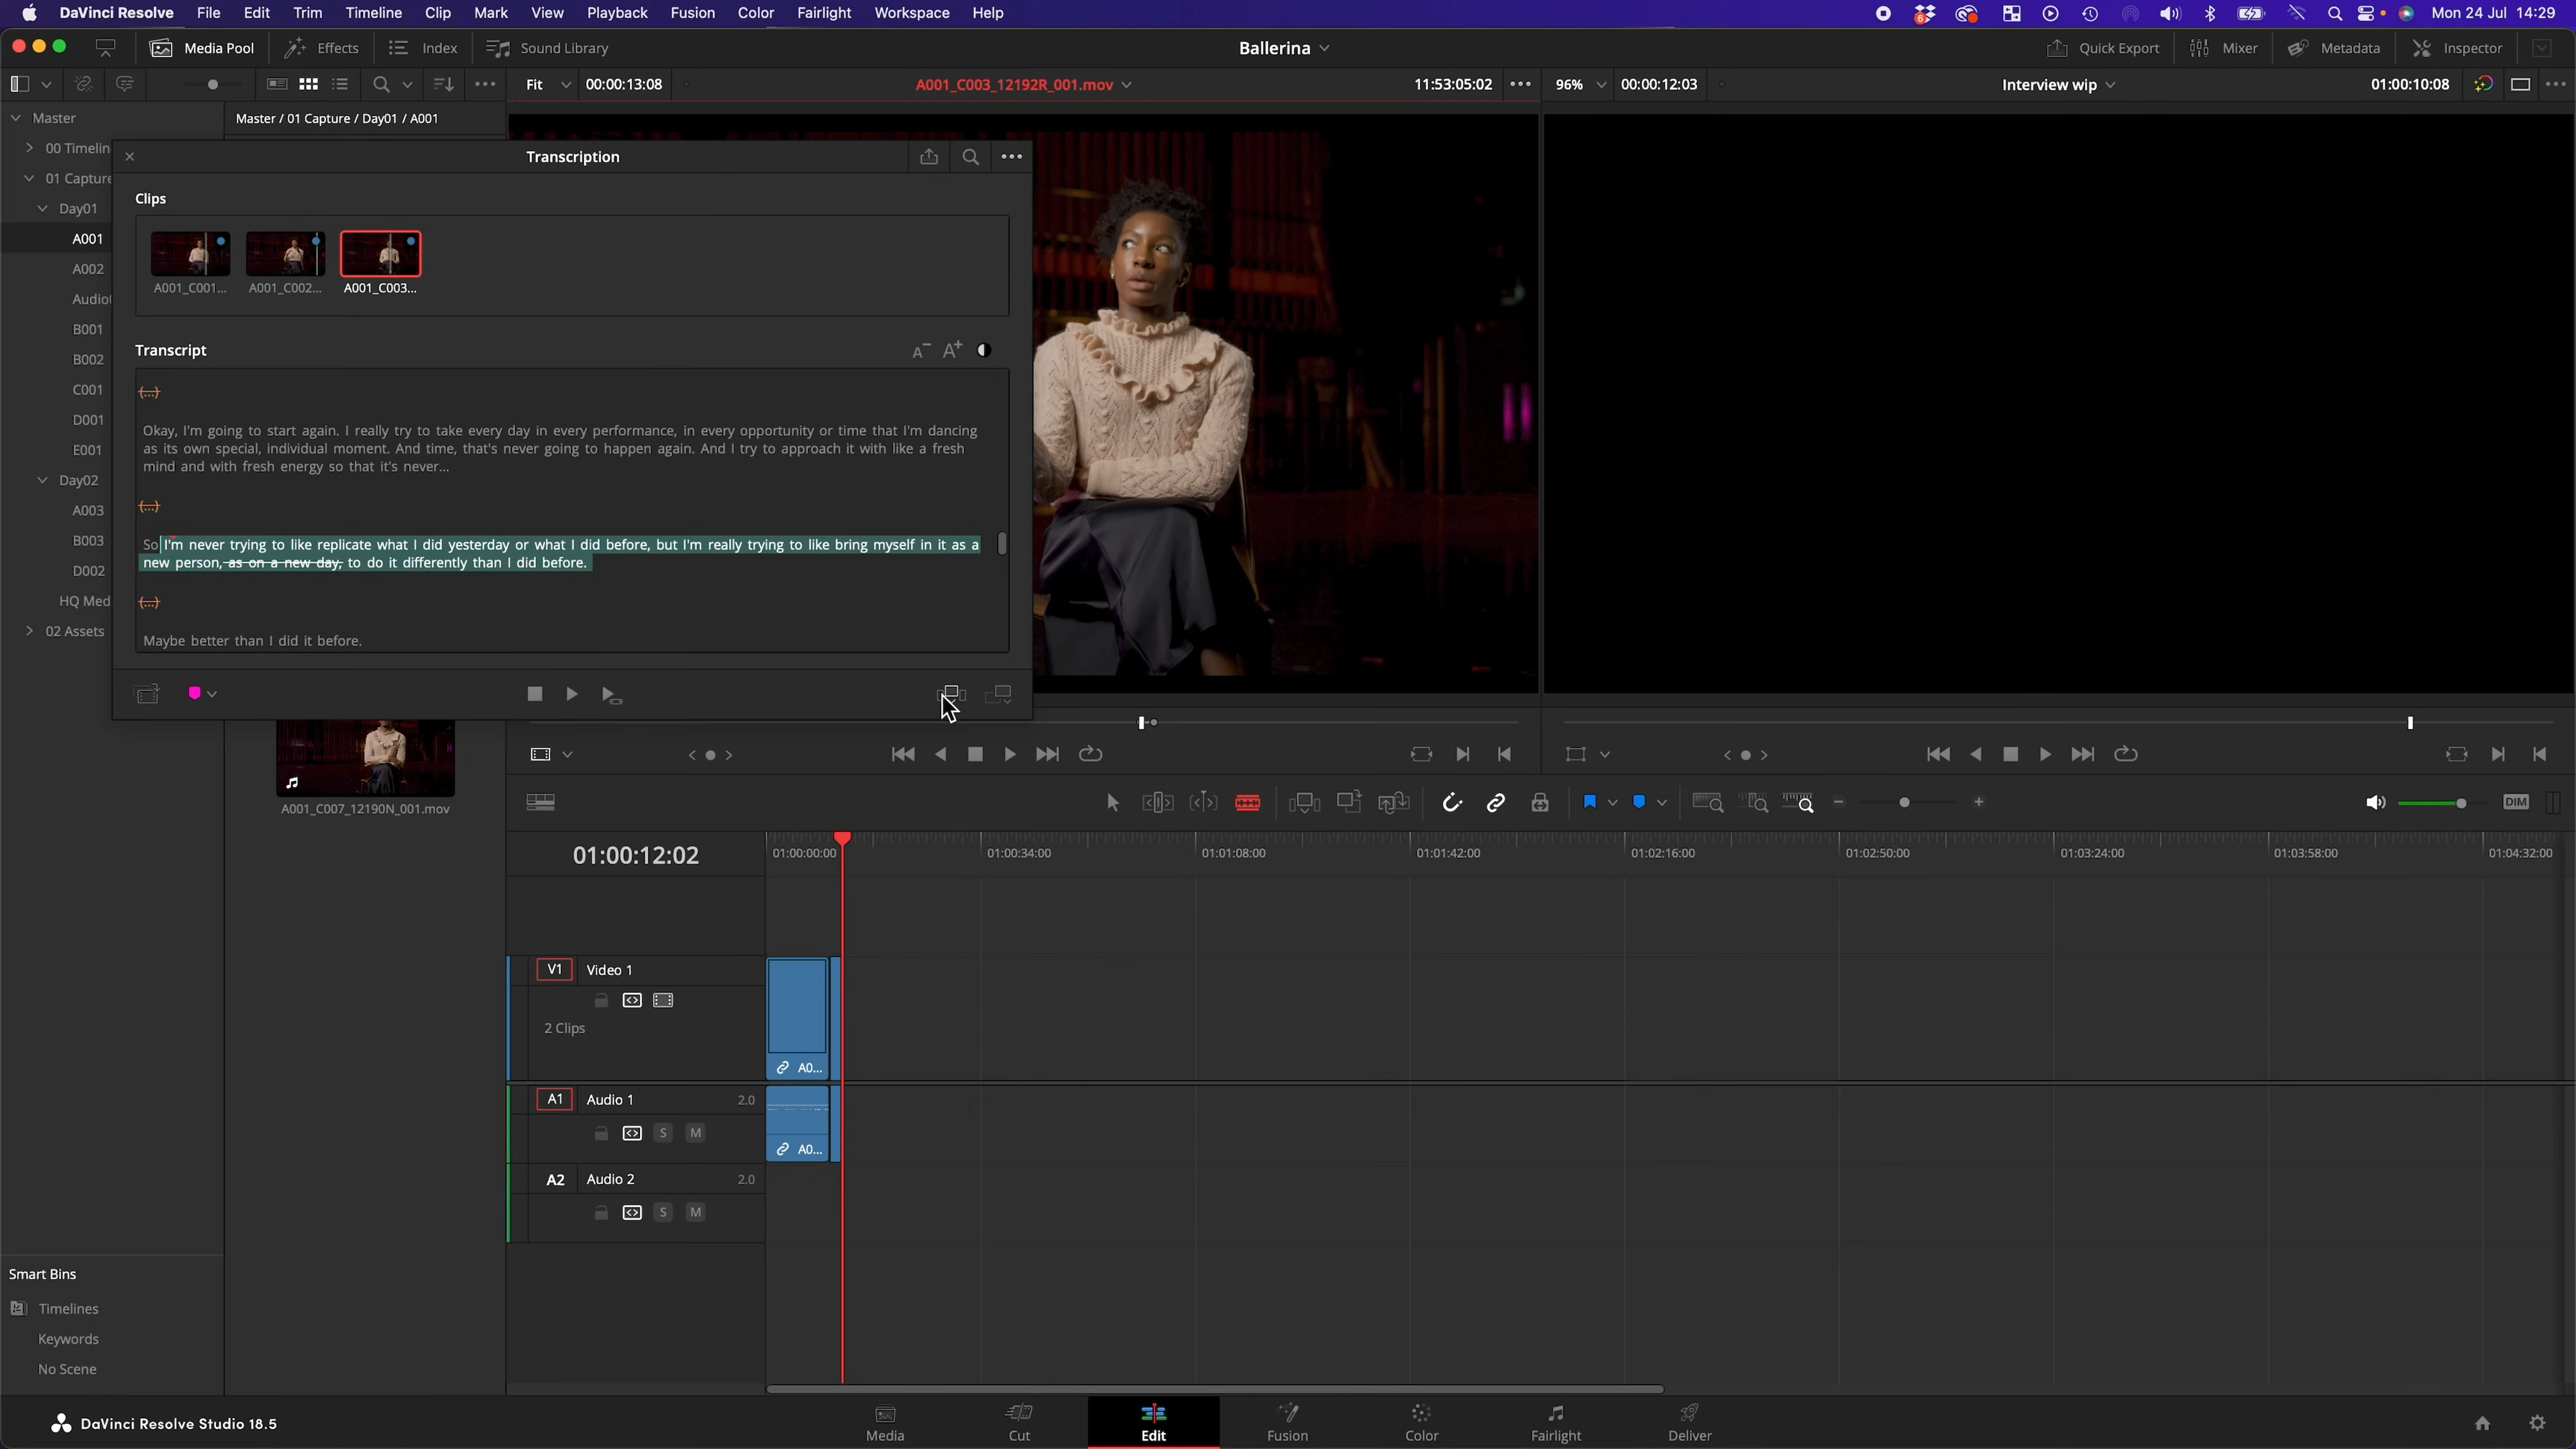 DaVinci Resolve File Edit Trim Timeline Clip Mark View Playback Fusion Color Fairlight Workspace Help Mon 24 Jul 14:29
Media Pool Effects Index Sound Library Ballerina Quick Export Mixer Metadata Inspector
Fit 00:00:13:08 A001_C003_12192R_001.mov 11:53:05:02 96% 00:00:12:03 Interview wip 01:00:10:08
Master
Master / 01 Capture / Day01 / A001
00 Timelin
01 Capture
Day01
A001
A002
Audio
B001
B002
C001
D001
E001
Day02
A003
B003
D002
HQ Med
02 Assets
Transcription
Clips
A001_C001... A001_C002... A001_C003...
Transcript A- A+
(...)
Okay, I'm going to start again. I really try to take every day in every performance, in every opportunity or time that I'm dancing
as its own special, individual moment. And time, that's never going to happen again. And I try to approach it with like a fresh
mind and with fresh energy so that it's never...
(...)
So I'm never trying to like replicate what I did yesterday or what I did before, but I'm really trying to like bring myself in it as a
new person, as on a new day, to do it differently than I did before.
(...)
Maybe better than I did it before.
A001_C007_12190N_001.mov
DIM
01:00:12:02 01:00:00:00 01:00:34:00 01:01:08:00 01:01:42:00 01:02:16:00 01:02:50:00 01:03:24:00 01:03:58:00 01:04:32:00
V1 Video 1
2 Clips
A0...
A1 Audio 1 2.0
S M
A0...
A2 Audio 2 2.0
S M
Smart Bins
Timelines
Keywords
No Scene
DaVinci Resolve Studio 18.5
Media Cut Edit Fusion Color Fairlight Deliver